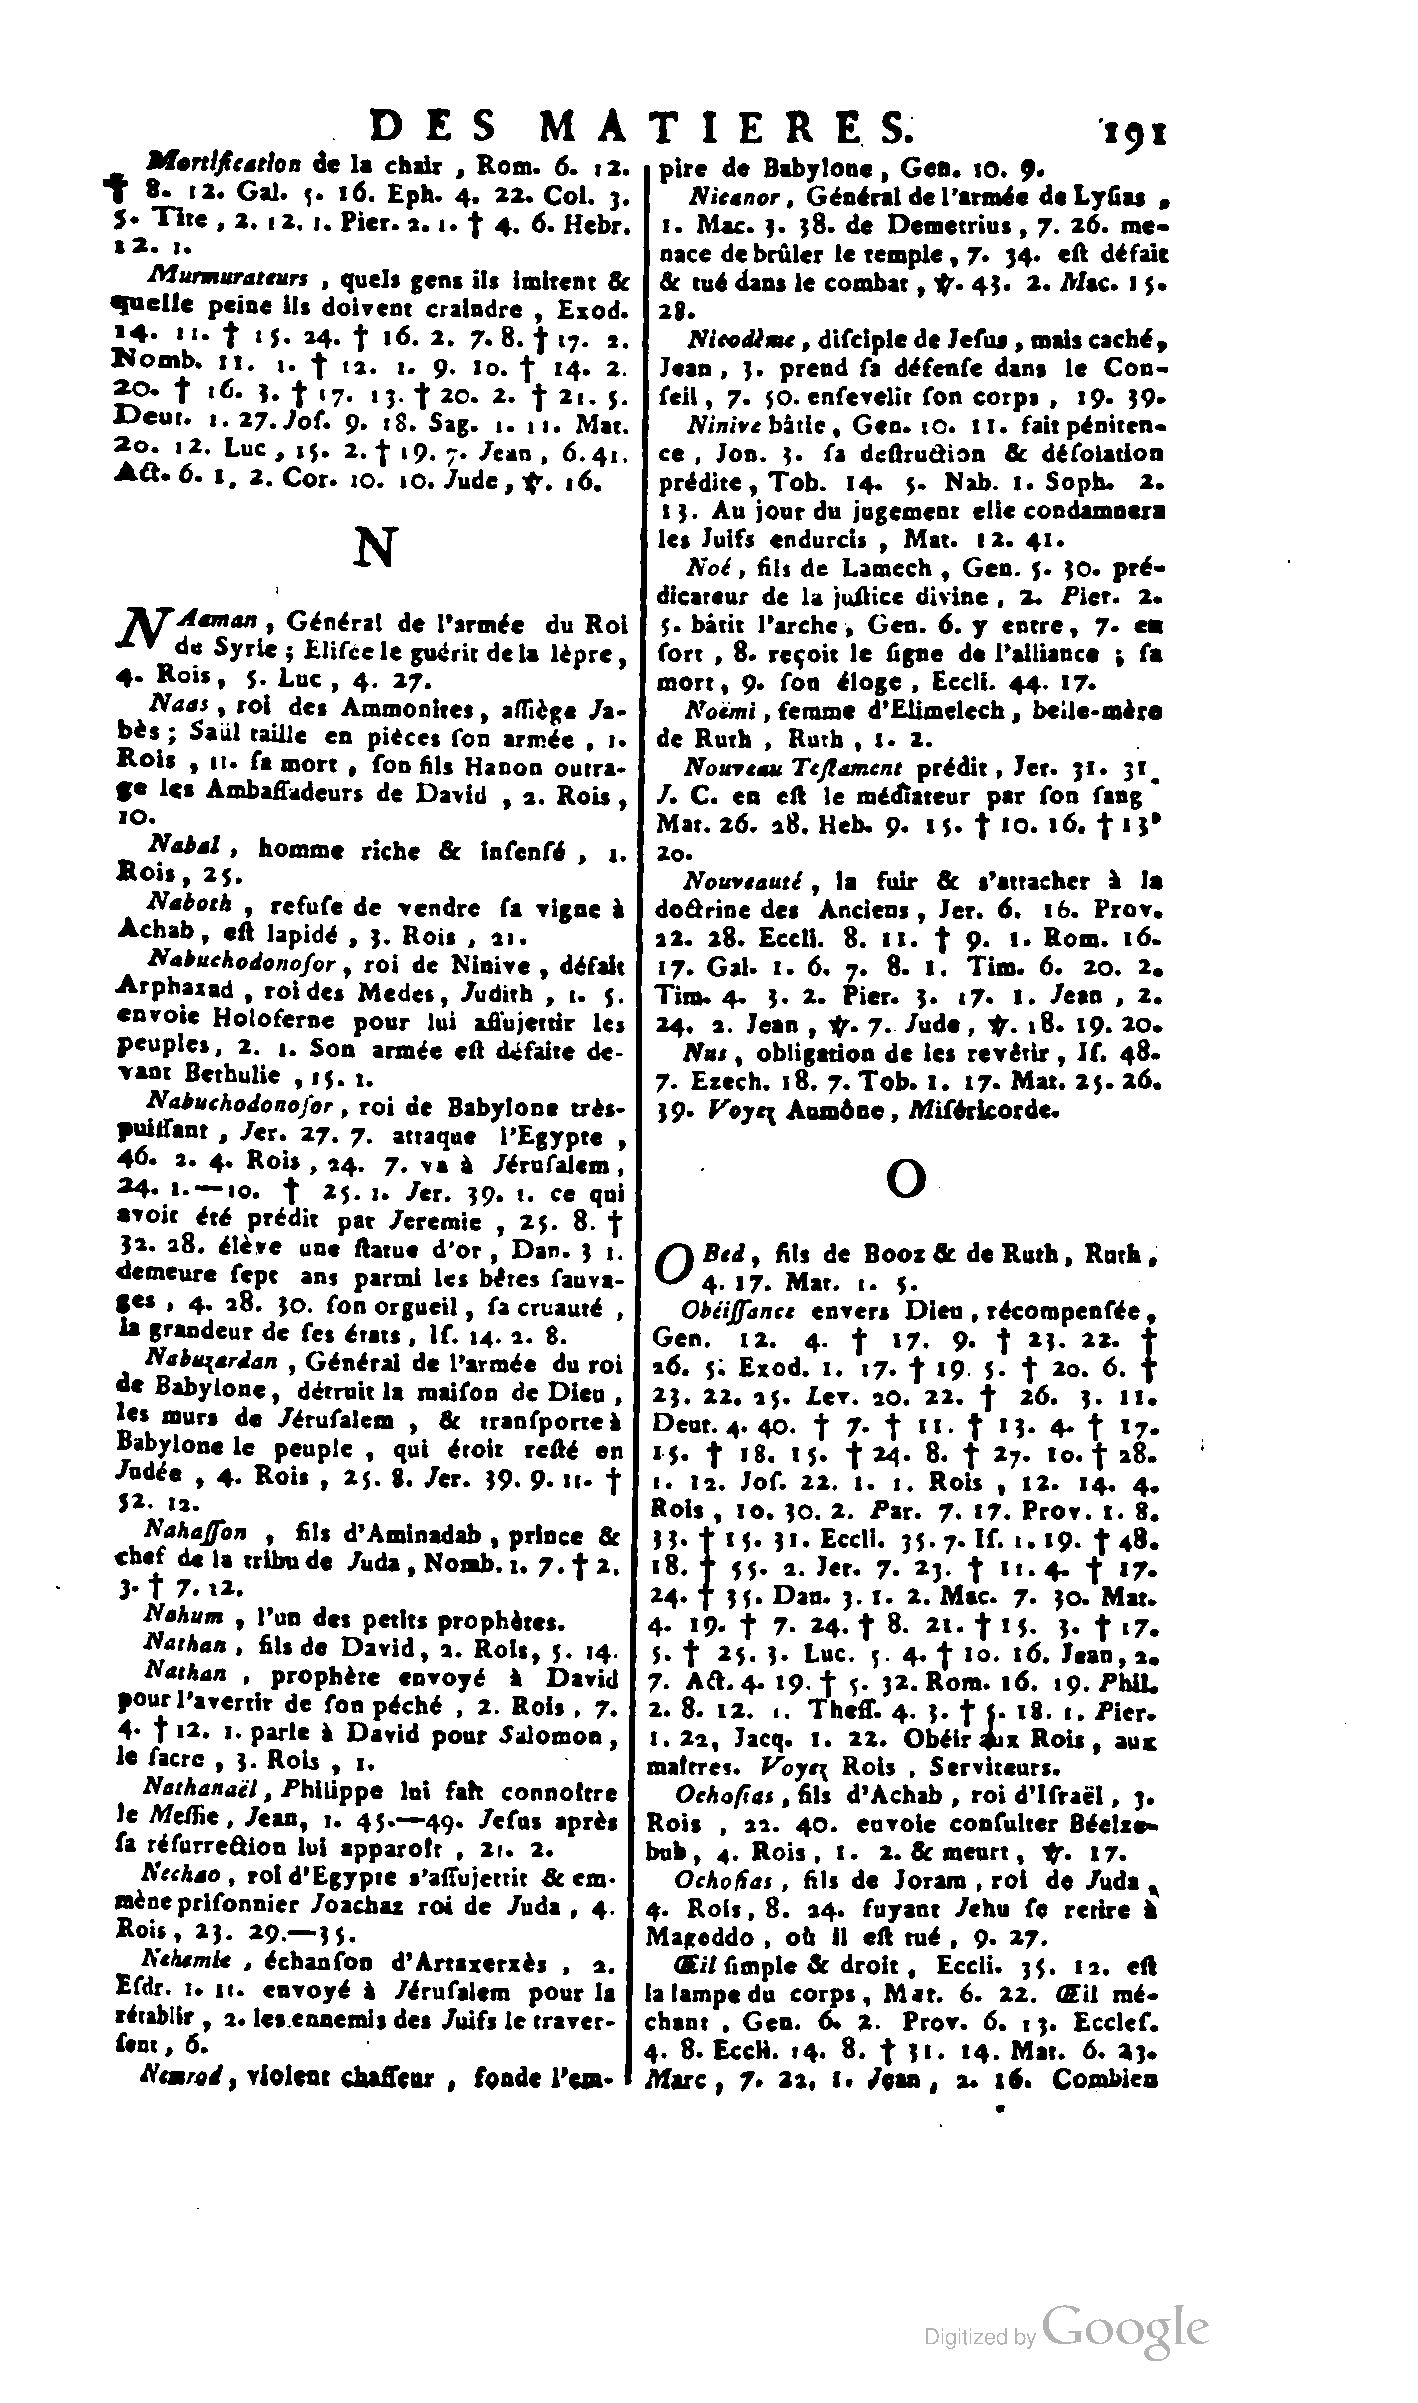 DES MATIERES. 191
Mortification de la chair, Rom. 6. 12.
† 8. 12. Gal. 5. 16. Eph. 4. 22. Col. 3.
5. Tite, 2. 12. 1. Pier. 2. 1. † 4. 6. Hebr.
12. 1.
Murmurateurs, quels gens ils imitent &
quelle peine ils doivent craindre, Exod.
14. 11. † 15. 24. † 16. 2. 7. 8. † 17. 2.
Nomb. 11. 1. † 12. 1. 9. 10. † 14. 2.
20. † 16. 3. † 17. 13. † 20. 2. † 21. 5.
Deut. 1. 27. Jos. 9. 18. Sag. 1. 11. Mat.
20. 12. Luc, 15. 2. † 19. 7. Jean, 6. 41.
Act. 6. 1. 2. Cor. 10. 10. Jude, ℣. 16.
N
NAaman, Général de l'armée du Roi
de Syrie ; Eliſée le guérit de la lèpre,
4. Rois, 5. Luc, 4. 27.
Naas, roi des Ammonites, aſſiège Ja-
bès ; Saül taille en pièces ſon armée, 1.
Rois, 11. ſa mort, ſon fils Hanon outra-
ge les Ambaſſadeurs de David, 2. Rois,
10.
Nabal, homme riche & inſenſé, 1.
Rois, 25.
Naboth, refuſe de vendre ſa vigne à
Achab, eſt lapidé, 3. Rois, 21.
Nabuchodonoſor, roi de Ninive, défait
Arphaxad, roi des Medes, Judith, 1. 5.
envoie Holoferne pour lui aſſujettir les
peuples, 2. 1. Son armée eſt défaite de-
vant Bethulie, 15. 1.
Nabuchodonoſor, roi de Babylone très-
puiſſant, Jer. 27. 7. attaque l'Egypte,
46. 2. 4. Rois, 24. 7. va à Jéruſalem,
24. 1.—10. † 25. 1. Jer. 39. 1. ce qui
avoit été prédit par Jeremie, 25. 8. †
32. 28. élève une ſtatue d'or, Dan. 3 1.
demeure ſept ans parmi les bêtes ſauva-
ges, 4. 28. 30. ſon orgueil, ſa cruauté,
la grandeur de ſes états, Iſ. 14. 2. 8.
Nabuzardan, Général de l'armée du roi
de Babylone, détruit la maiſon de Dieu,
les murs de Jéruſalem, & tranſporte à
Babylone le peuple, qui étoit reſté en
Judée, 4. Rois, 25. 8. Jer. 39. 9. 11. †
52. 12.
Nahaſſon, fils d'Aminadab, prince &
chef de la tribu de Juda, Nomb. 1. 7. † 2.
3. † 7. 12.
Nahum, l'un des petits prophètes.
Nathan, fils de David, 2. Rois, 5. 14.
Nathan, prophète envoyé à David
pour l'avertir de ſon péché, 2. Rois, 7.
4. † 12. 1. parle à David pour Salomon,
le ſacre, 3. Rois, 1.
Nathanaël, Philippe lui fait connoître
le Meſſie, Jean, 1. 45.—49. Jeſus après
ſa réſurrection lui apparoît, 21. 2.
Nechao, roi d'Egypte s'aſſujettit & em-
mène priſonnier Joachaz roi de Juda, 4.
Rois, 23. 29.—35.
Nehemie, échanſon d'Artaxerxès, 2.
Eſdr. 1. 11. envoyé à Jéruſalem pour la
rétablir, 2. les ennemis des Juifs le traver-
ſent, 6.
Nemrod, violent chaſſeur, fonde l'em-
pire de Babylone, Gen. 10. 9.
Nicanor, Général de l'armée de Lyſias,
1. Mac. 3. 38. de Demetrius, 7. 26. me-
nace de brûler le temple, 7. 34. eſt défait
& tué dans le combat, ℣. 43. 2. Mac. 15.
28.
Nicodème, diſciple de Jeſus, mais caché,
Jean, 3. prend ſa défenſe dans le Con-
ſeil, 7. 50. enſevelit ſon corps, 19. 39.
Ninive bâtie, Gen. 10. 11. fait péniten-
ce, Jon. 3. ſa deſtruction & déſolation
prédite, Tob. 14. 5. Nah. 1. Soph. 2.
13. Au jour du jugement elle condamnera
les Juifs endurcis, Mat. 12. 41.
Noé, fils de Lamech, Gen. 5. 30. pré-
dicateur de la juſtice divine, 2. Pier. 2.
5. bâtit l'arche, Gen. 6. y entre, 7. en
ſort, 8. reçoit le ſigne de l'alliance ; ſa
mort, 9. ſon éloge, Eccli. 44. 17.
Noëmi, femme d'Elimelech, belle-mère
de Ruth, Ruth, 1. 2.
Nouveau Teſtament prédit, Jer. 31. 31.
J. C. en eſt le médiateur par ſon ſang
Mat. 26. 28. Heb. 9. 15. † 10. 16. † 13.
20.
Nouveauté, la fuir & s'attacher à la
doctrine des Anciens, Jer. 6. 16. Prov.
22. 28. Eccli. 8. 11. † 9. 1. Rom. 16.
17. Gal. 1. 6. 7. 8. 1. Tim. 6. 20. 2.
Tim. 4. 3. 2. Pier. 3. 17. 1. Jean, 2.
24. 2. Jean, ℣. 7. Jude, ℣. 18. 19. 20.
Nus, obligation de les revêtir, Iſ. 48.
7. Ezech. 18. 7. Tob. 1. 17. Mat. 25. 26.
39. Voyez Aumône, Miſéricorde.
O
OBed, fils de Booz & de Ruth, Ruth,
4. 17. Mat. 1. 5.
Obéiſſance envers Dieu, récompenſée,
Gen. 12. 4. † 17. 9. † 23. 22. †
26. 5. Exod. 1. 17. † 19. 5. † 20. 6. †
23. 22. 25. Lev. 20. 22. † 26. 3. 11.
Deut. 4. 40. † 7. † 11. † 13. 4. † 17.
15. † 18. 15. † 24. 8. † 27. 10. † 28.
1. 12. Joſ. 22. 1. 1. Rois, 12. 14. 4.
Rois, 10. 30. 2. Par. 7. 17. Prov. 1. 8.
33. † 15. 31. Eccli. 35. 7. Iſ. 1. 19. † 48.
18. † 55. 2. Jer. 7. 23. † 11. 4. † 17.
24. † 35. Dan. 3. 1. 2. Mac. 7. 30. Mat.
4. 19. † 7. 24. † 8. 21. † 15. 3. † 17.
5. † 25. 3. Luc. 5. 4. † 10. 16. Jean, 2.
7. Act. 4. 19. † 5. 32. Rom. 16. 19. Phil.
2. 8. 12. 1. Theſſ. 4. 3. † 5. 18. 1. Pier.
1. 22, Jacq. 1. 22. Obéir aux Rois, aux
maîtres. Voyez Rois, Serviteurs.
Ochoſias, fils d'Achab, roi d'Iſraël, 3.
Rois, 22. 40. envoie conſulter Béelze-
bub, 4. Rois, 1. 2. & meurt, ℣. 17.
Ochoſias, fils de Joram, roi de Juda,
4. Rois, 8. 24. fuyant Jehu ſe retire à
Mageddo, où il eſt tué, 9. 27.
Œil ſimple & droit, Eccli. 35. 12. eſt
la lampe du corps, Mat. 6. 22. Œil mé-
chant, Gen. 6. 2. Prov. 6. 13. Eccleſ.
4. 8. Eccli. 14. 8. † 31. 14. Mat. 6. 23.
Marc, 7. 22, 1. Jean, 2. 16. Combien
Digitized by Google